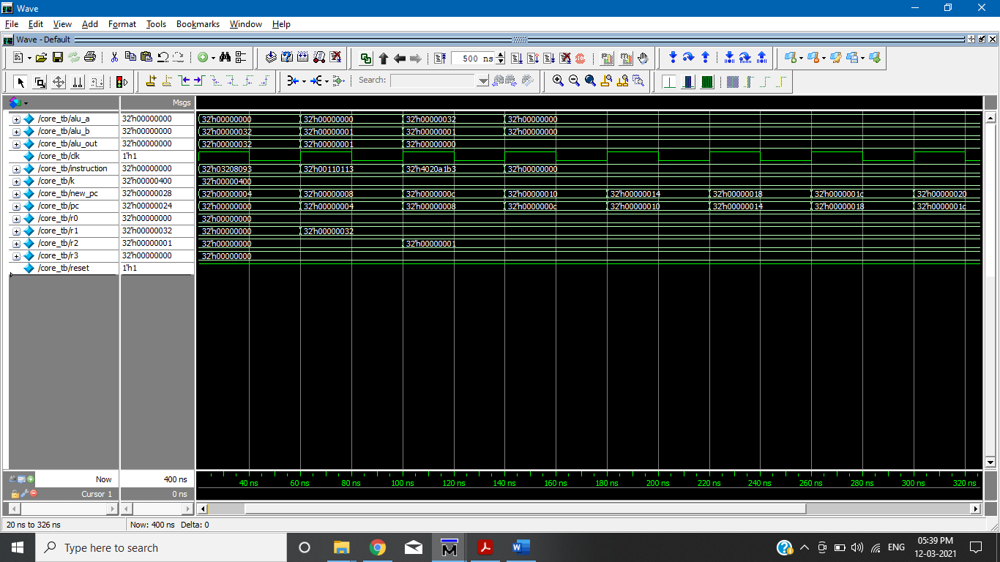 Wave
File Edit View Add Format Tools Bookmarks Window Help
Wave - Default
500 ns
Search:
Msgs
/core_tb/alu_a 32'h00000000 32'h00000000 32'h00000000 32'h00000032 32'h00000000
/core_tb/alu_b 32'h00000000 32'h00000032 32'h00000001 32'h00000001 32'h00000000
/core_tb/alu_out 32'h00000000 32'h00000032 32'h00000001 32'h00000000
/core_tb/clk 1'h1
/core_tb/instruction 32'h00000000 32'h03208093 32'h00110113 32'h4020a1b3 32'h00000000
/core_tb/k 32'h00000400 32'h00000400
/core_tb/new_pc 32'h00000028 32'h00000004 32'h00000008 32'h0000000c 32'h00000010 32'h00000014 32'h00000018 32'h0000001c 32'h00000020
/core_tb/pc 32'h00000024 32'h00000000 32'h00000004 32'h00000008 32'h0000000c 32'h00000010 32'h00000014 32'h00000018 32'h0000001c
/core_tb/r0 32'h00000000 32'h00000000
/core_tb/r1 32'h00000032 32'h00000000 32'h00000032
/core_tb/r2 32'h00000001 32'h00000000 32'h00000001
/core_tb/r3 32'h00000000 32'h00000000
/core_tb/reset 1'h1
Now 400 ns 40 ns 60 ns 80 ns 100 ns 120 ns 140 ns 160 ns 180 ns 200 ns 220 ns 240 ns 260 ns 280 ns 300 ns 320 ns
Cursor 1 0 ns
20 ns to 326 ns Now: 400 ns Delta: 0
Type here to search
ENG
05:39 PM
12-03-2021